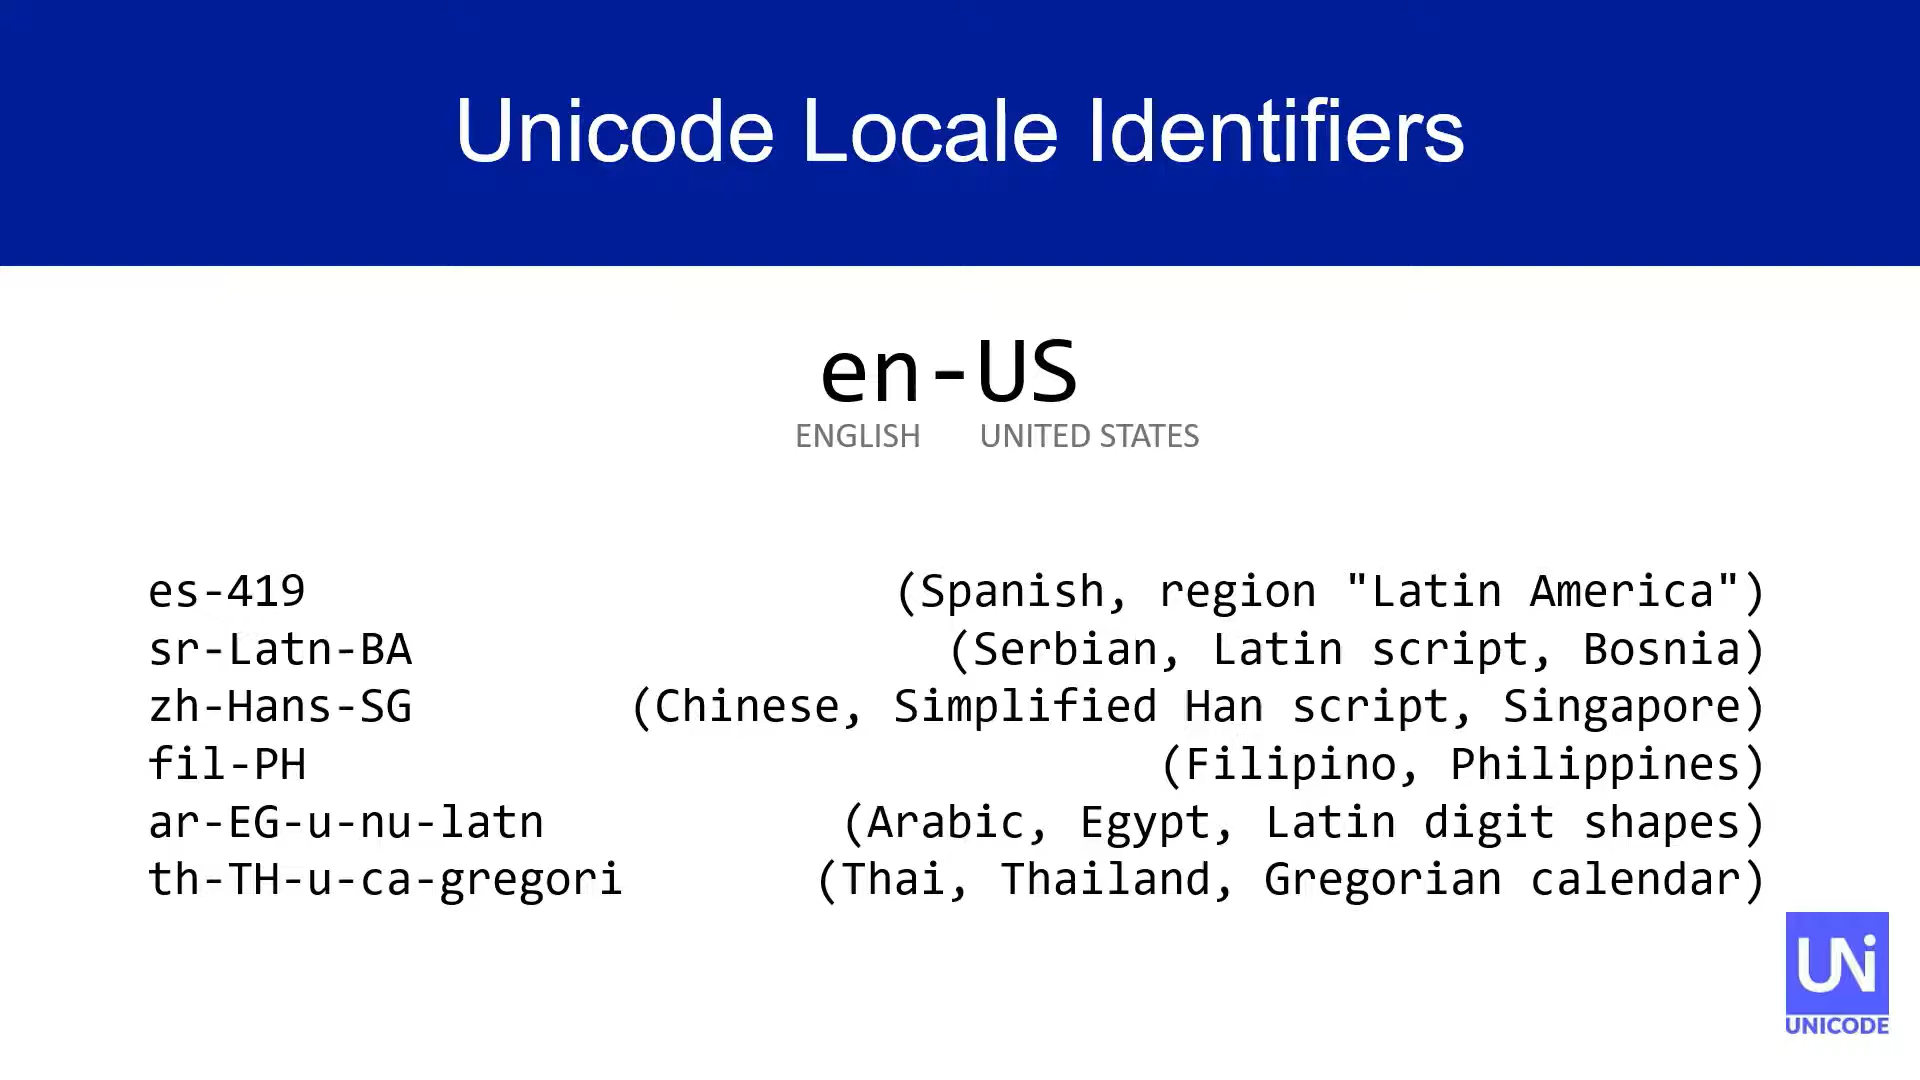 Unicode Locale Identifiers
en-US
ENGLISH UNITED STATES
es-419 (Spanish, region "Latin America")
sr-Latn-BA (Serbian, Latin script, Bosnia)
zh-Hans-SG (Chinese, Simplified Han script, Singapore)
fil-PH (Filipino, Philippines)
ar-EG-u-nu-latn (Arabic, Egypt, Latin digit shapes)
th-TH-u-ca-gregori (Thai, Thailand, Gregorian calendar)
UNi
UNICODE